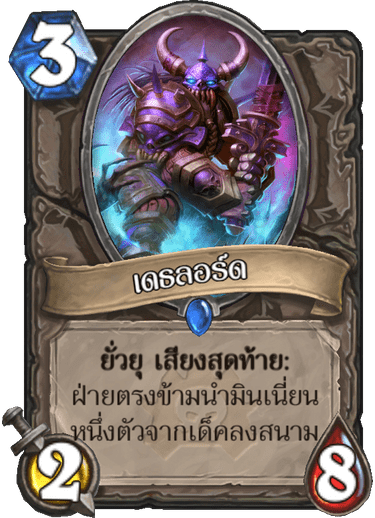 3
เดธลอร์ด
ยั่วยุ เสียงสุดท้าย:
ฝ่ายตรงข้ามนำมินเนี่ยน
หนึ่งตัวจากเด็คลงสนาม
2
8